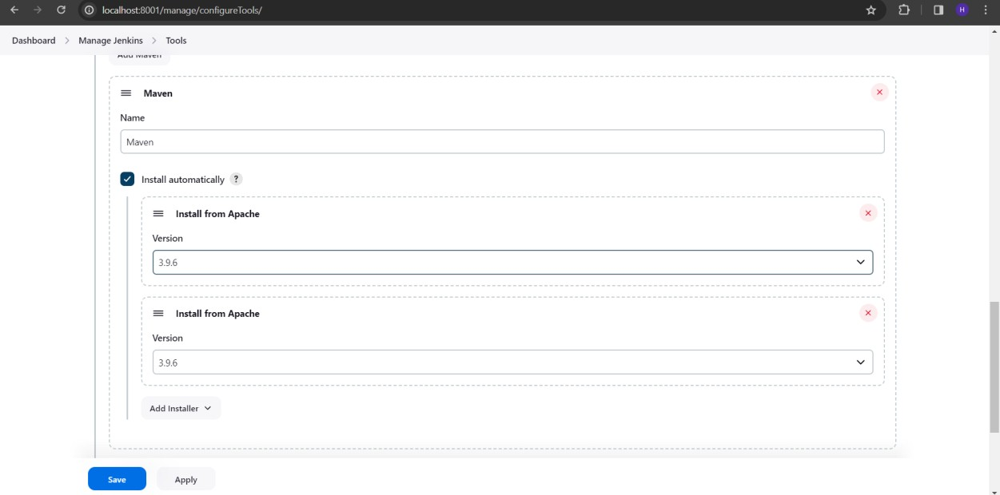 localhost:8001/manage/configureTools/
H
Dashboard > Manage Jenkins > Tools
Add Maven
Maven
Name
Maven
Install automatically ?
Install from Apache
Version
3.9.6
Install from Apache
Version
3.9.6
Add Installer
Save Apply